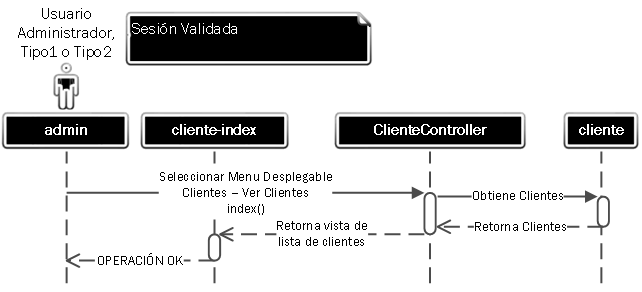 Usuario
Administrador,
Tipo1 o Tipo2
Sesión Validada
admin
cliente-index
ClienteController
cliente
Seleccionar Menu Desplegable
Clientes – Ver Clientes
index()
Obtiene Clientes
Retorna Clientes
Retorna vista de
lista de clientes
OPERACIÓN OK